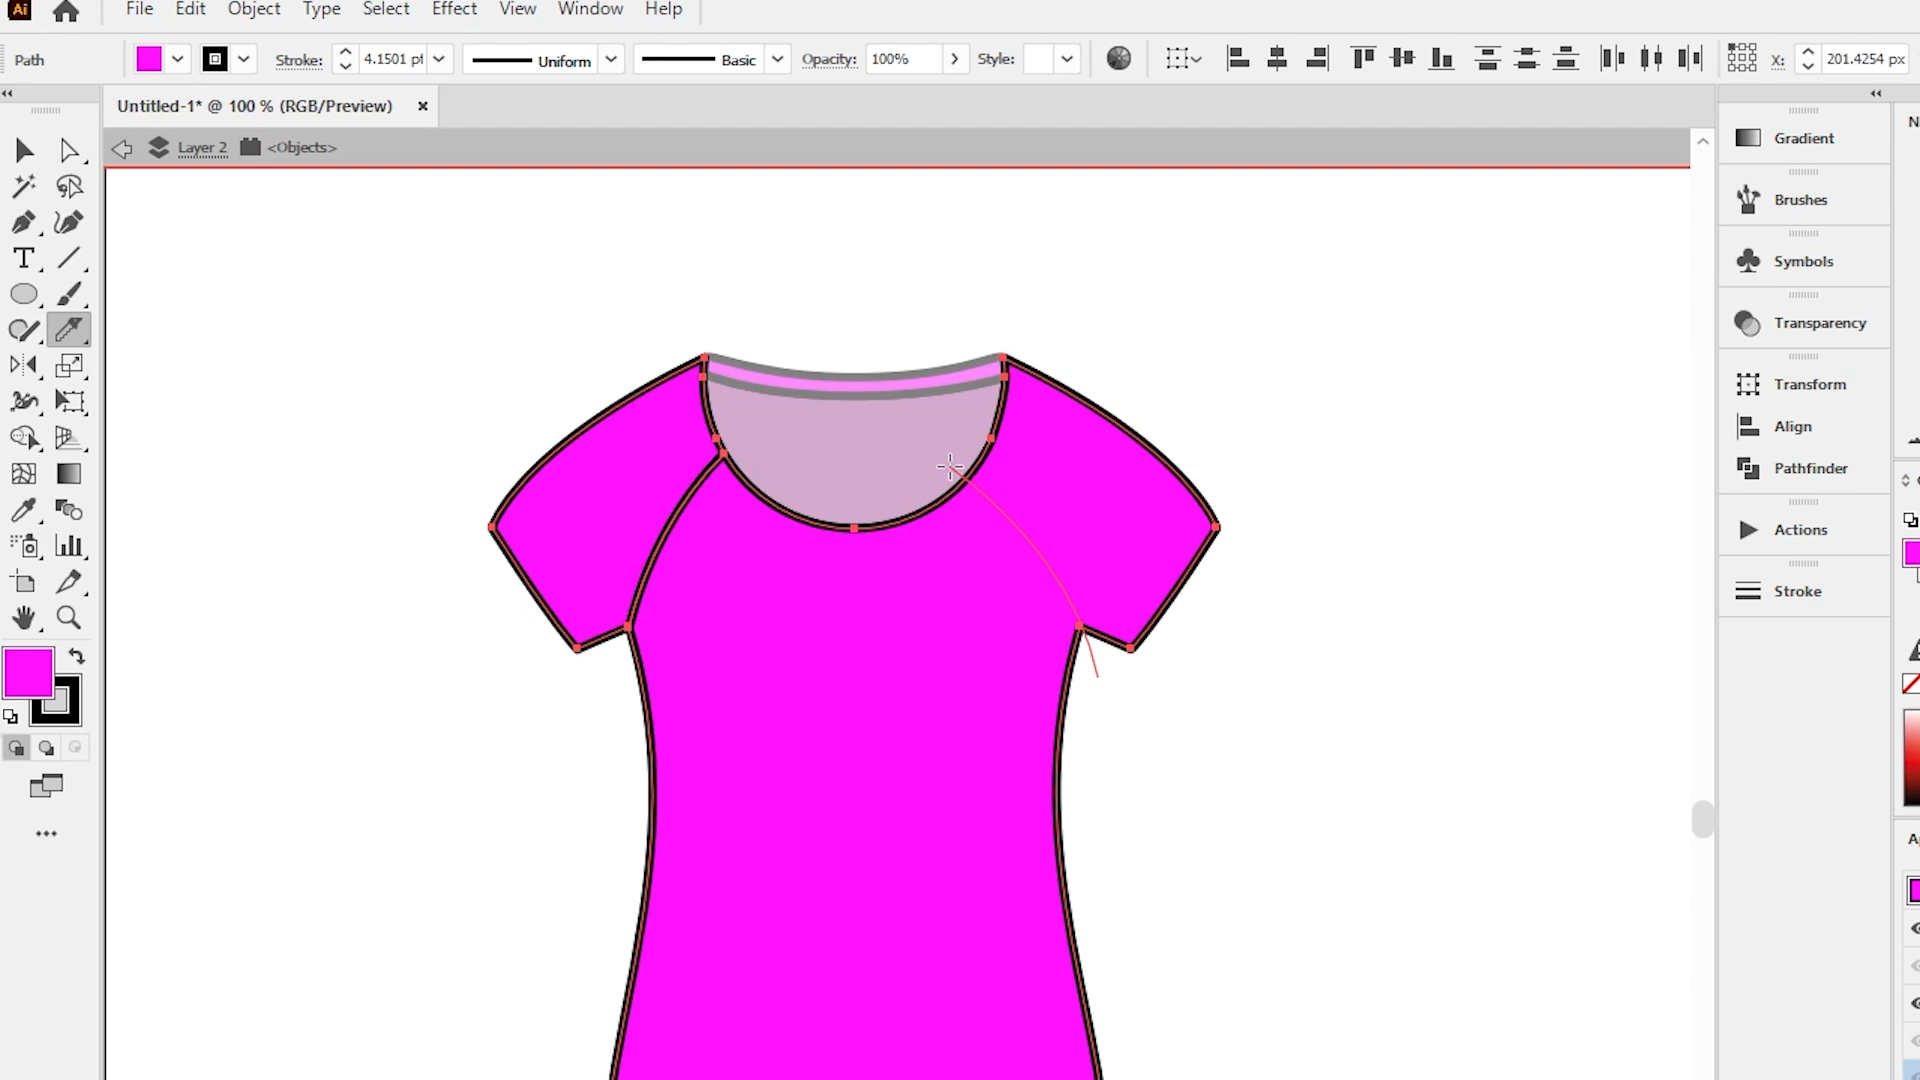 Ai File Edit Object Type Select Effect View Window Help
Path Stroke: 4.1501 pt Uniform Basic Opacity: 100% Style: X: 201.4254 px
Untitled-1* @ 100 % (RGB/Preview) ×
Layer 2 <Objects>
Gradient
Brushes
Symbols
Transparency
Transform
Align
Pathfinder
Actions
Stroke